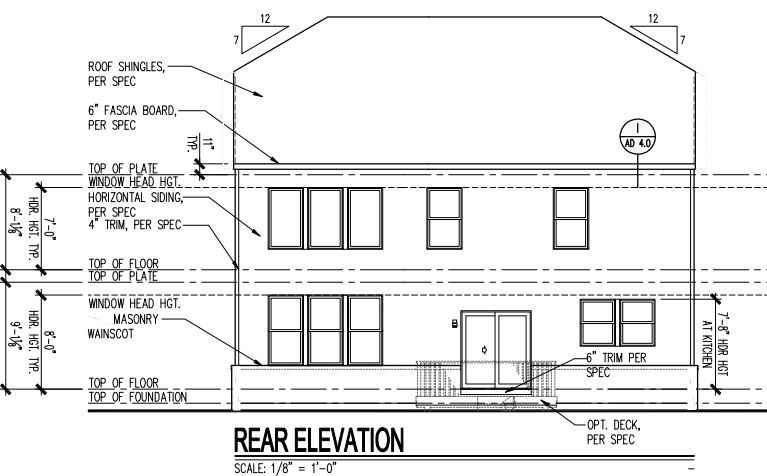 12
7
12
7
ROOF SHINGLES,
PER SPEC
6" FASCIA BOARD,
PER SPEC
11"
TYP.
1
AD 4.0
TOP OF PLATE
WINDOW HEAD HGT.
HORIZONTAL SIDING,
PER SPEC
4" TRIM, PER SPEC
8'-1⅛"
7'-0"
HDR. HGT. TYP.
TOP OF FLOOR
TOP OF PLATE
WINDOW HEAD HGT.
MASONRY
WAINSCOT
9'-1⅛"
8'-0"
HDR. HGT. TYP.
7'-8" HDR HGT
AT KITCHEN
6" TRIM PER
SPEC
TOP OF FLOOR
TOP OF FOUNDATION
OPT. DECK,
PER SPEC
REAR ELEVATION
SCALE: 1/8" = 1'-0"